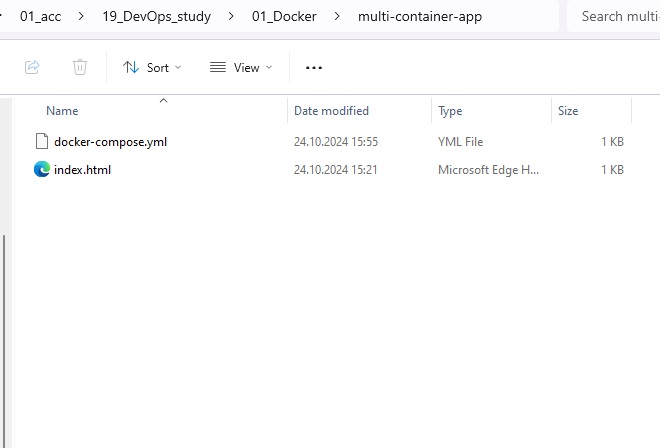 01_acc > 19_DevOps_study > 01_Docker > multi-container-app Search multi-
Sort View ...
Name Date modified Type Size
docker-compose.yml 24.10.2024 15:55 YML File 1 KB
index.html 24.10.2024 15:21 Microsoft Edge H... 1 KB